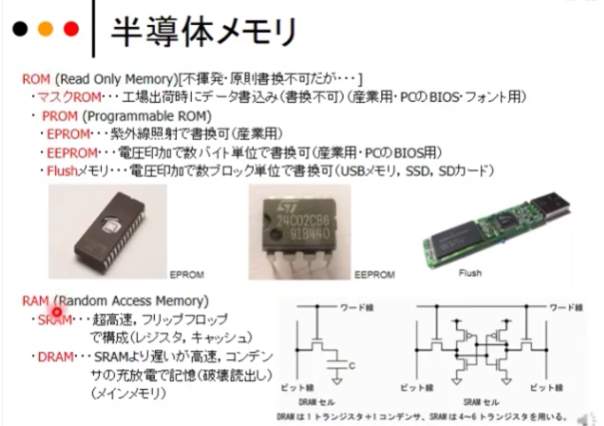 半導体メモリ
ROM (Read Only Memory)[不揮発・原則書換不可だが・・・]
・マスクROM・・・工場出荷時にデータ書込み(書換不可)(産業用・PCのBIOS・フォント用)
・PROM (Programmable ROM)
・EPROM・・・紫外線照射で書換可(産業用)
・EEPROM・・・電圧印加で数バイト単位で書換可(産業用・PCのBIOS用)
・Flushメモリ・・・電圧印加で数ブロック単位で書換可(USBメモリ, SSD, SDカード)
24C02CB6
91B440
EPROM
EEPROM
Flush
RAM (Random Access Memory)
・SRAM・・・超高速, フリップフロップ
で構成(レジスタ, キャッシュ)
・DRAM・・・SRAMより遅いが高速, コンデン
サの充放電で記憶(破壊読出し)
(メインメモリ)
ワード線
C
ビット線
DRAM セル
ワード線
ビット線
ビット線
SRAM セル
DRAMは1トランジスタ+1コンデンサ、SRAMは4〜6トランジスタを用いる。